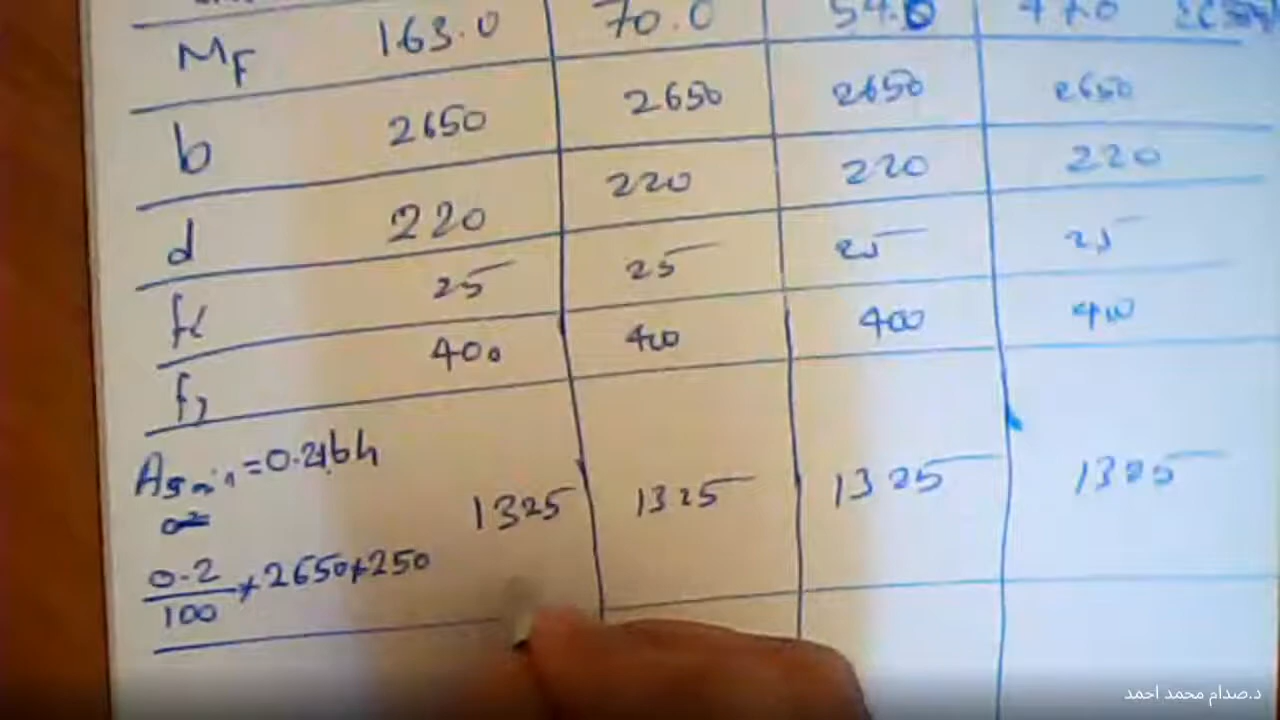 MF 163.0 70.0 54.0
b 2650 2650 2650 2650
d 220 220 220 220
fc 25 25 25 25
fy 400 400 400 400
Asmin = 0.2%bh
1325 1325 1325 1325
0.2/100 * 2650 * 250
د.صدام محمد احمد